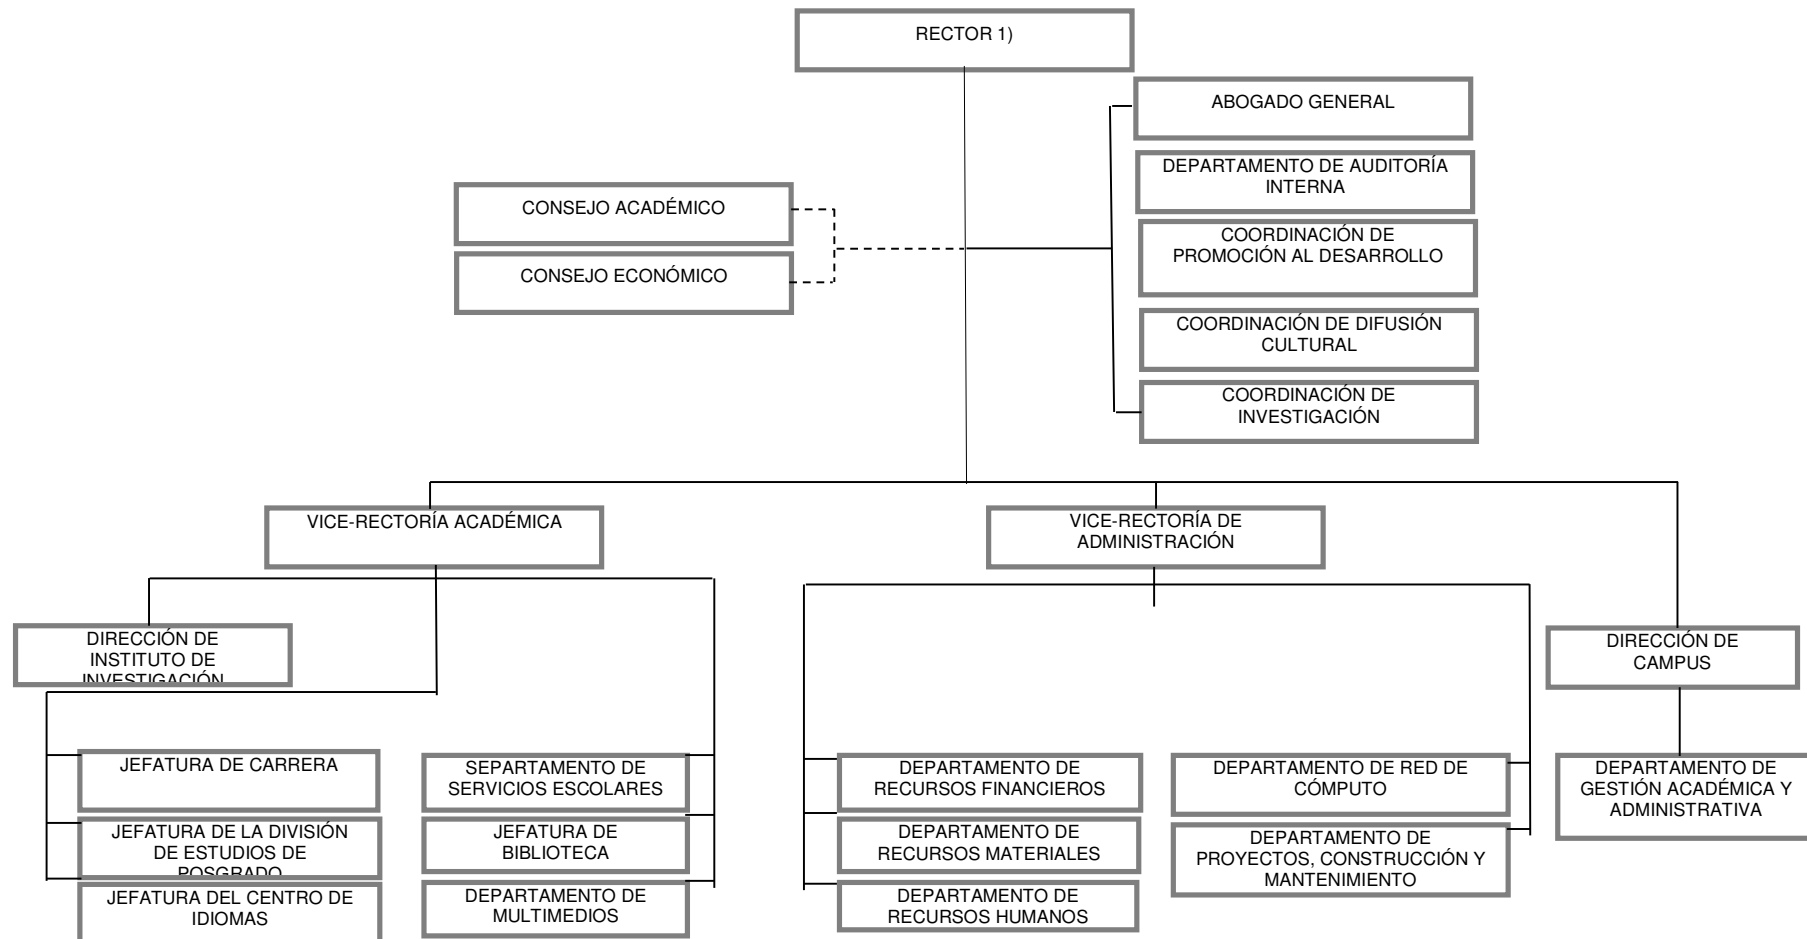 RECTOR 1)
ABOGADO GENERAL
DEPARTAMENTO DE AUDITORÍA
INTERNA
CONSEJO ACADÉMICO
COORDINACIÓN DE
PROMOCIÓN AL DESARROLLO
CONSEJO ECONÓMICO
COORDINACIÓN DE DIFUSIÓN
CULTURAL
COORDINACIÓN DE
INVESTIGACIÓN
VICE-RECTORÍA ACADÉMICA
VICE-RECTORÍA DE
ADMINISTRACIÓN
DIRECCIÓN DE
INSTITUTO DE
INVESTIGACIÓN
DIRECCIÓN DE
CAMPUS
JEFATURA DE CARRERA
SEPARTAMENTO DE
SERVICIOS ESCOLARES
DEPARTAMENTO DE
RECURSOS FINANCIEROS
DEPARTAMENTO DE RED DE
CÓMPUTO
DEPARTAMENTO DE
GESTIÓN ACADÉMICA Y
ADMINISTRATIVA
JEFATURA DE LA DIVISIÓN
DE ESTUDIOS DE
POSGRADO
JEFATURA DE
BIBLIOTECA
DEPARTAMENTO DE
RECURSOS MATERIALES
DEPARTAMENTO DE
PROYECTOS, CONSTRUCCIÓN Y
MANTENIMIENTO
JEFATURA DEL CENTRO DE
IDIOMAS
DEPARTAMENTO DE
MULTIMEDIOS
DEPARTAMENTO DE
RECURSOS HUMANOS